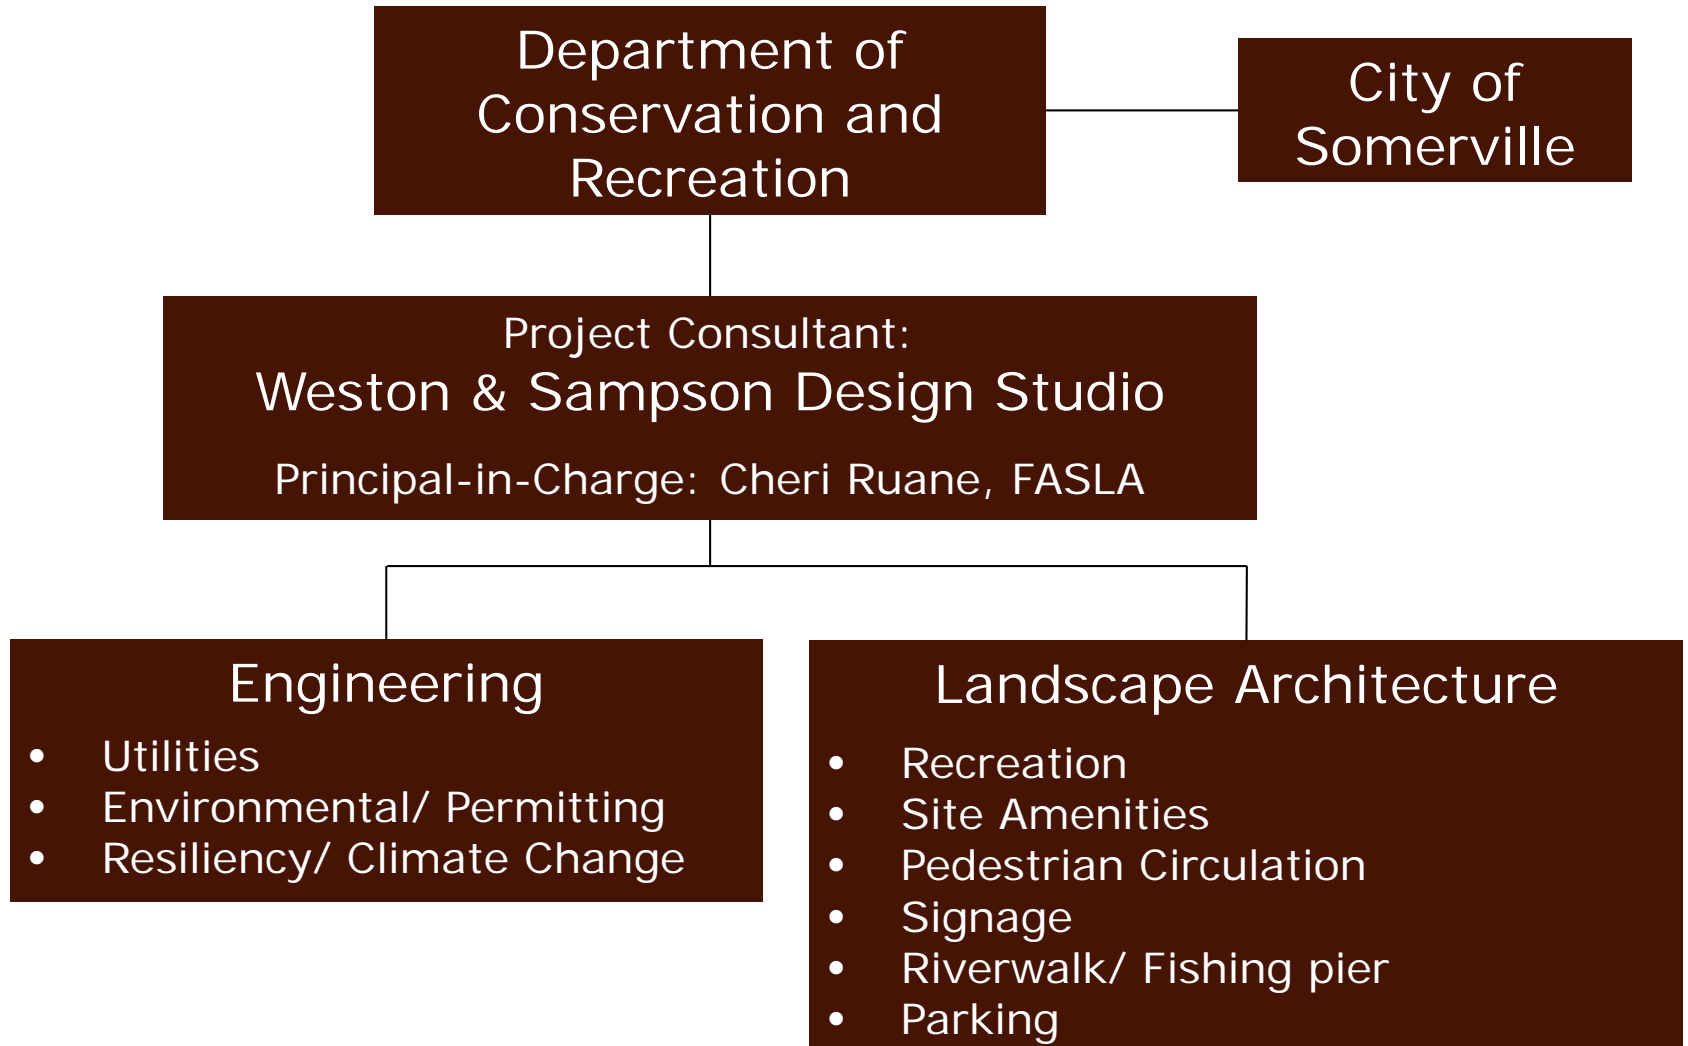 Department of
Conservation and
Recreation
City of
Somerville
Project Consultant:
Weston & Sampson Design Studio
Principal-in-Charge: Cheri Ruane, FASLA
Engineering
• Utilities
• Environmental/ Permitting
• Resiliency/ Climate Change
Landscape Architecture
• Recreation
• Site Amenities
• Pedestrian Circulation
• Signage
• Riverwalk/ Fishing pier
• Parking